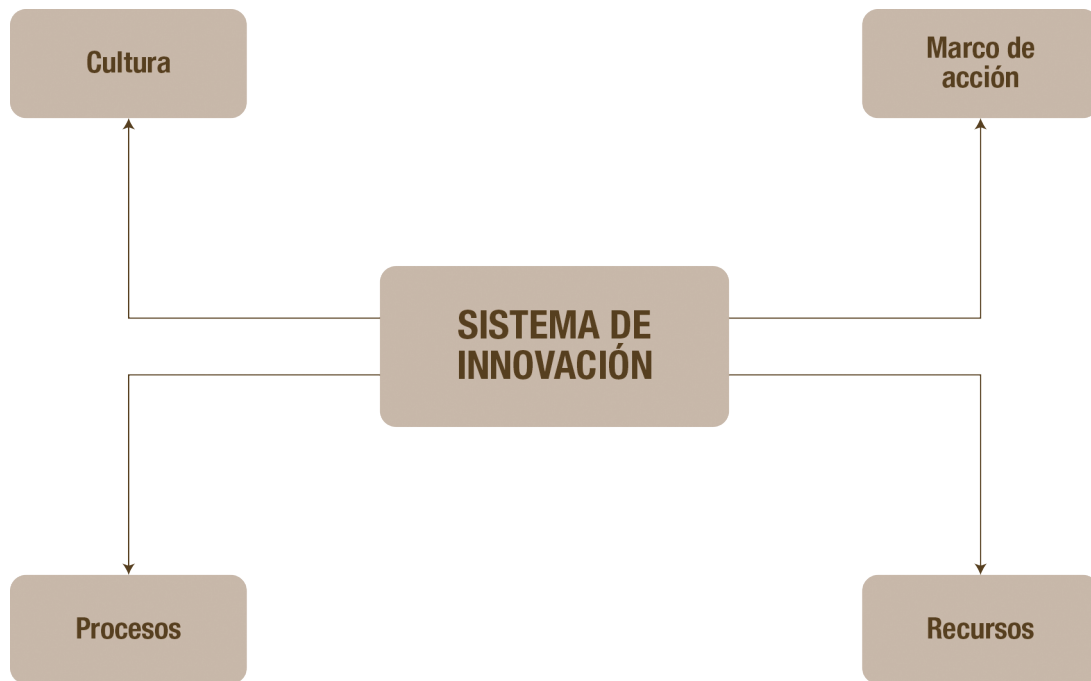 Cultura
Marco de
acción
SISTEMA DE
INNOVACIÓN
Procesos
Recursos